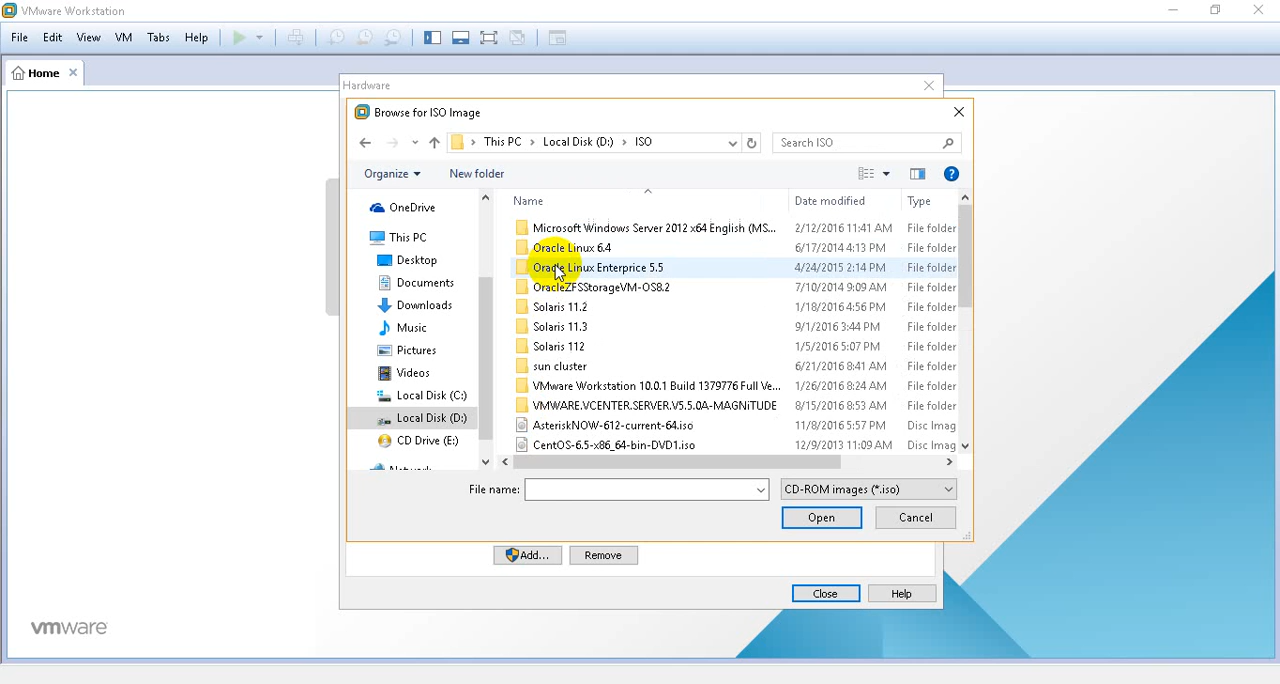 VMware Workstation
File Edit View VM Tabs Help
Home
Hardware
Browse for ISO Image
This PC > Local Disk (D:) > ISO
Search ISO
Organize
New folder
Name
Date modified
Type
OneDrive
This PC
Desktop
Documents
Downloads
Music
Pictures
Videos
Local Disk (C:)
Local Disk (D:)
CD Drive (E:)
Network
Microsoft Windows Server 2012 x64 English (MS... 2/12/2016 11:41 AM File folder
Oracle Linux 6.4 6/17/2014 4:13 PM File folder
Oracle Linux Enterprice 5.5 4/24/2015 2:14 PM File folder
OracleZFSStorageVM-OS8.2 7/10/2014 9:09 AM File folder
Solaris 11.2 1/18/2016 4:56 PM File folder
Solaris 11.3 9/1/2016 3:44 PM File folder
Solaris 112 1/5/2016 5:07 PM File folder
sun cluster 6/21/2016 8:41 AM File folder
VMware Workstation 10.0.1 Build 1379776 Full Ve... 1/26/2016 8:24 AM File folder
VMWARE.VCENTER.SERVER.V5.5.0A-MAGNiTUDE 8/15/2016 8:53 AM File folder
AsteriskNOW-612-current-64.iso 11/8/2016 5:57 PM Disc Imag
CentOS-6.5-x86_64-bin-DVD1.iso 12/9/2013 11:09 AM Disc Imag
File name:
CD-ROM images (*.iso)
Open
Cancel
Add...
Remove
Close
Help
vmware